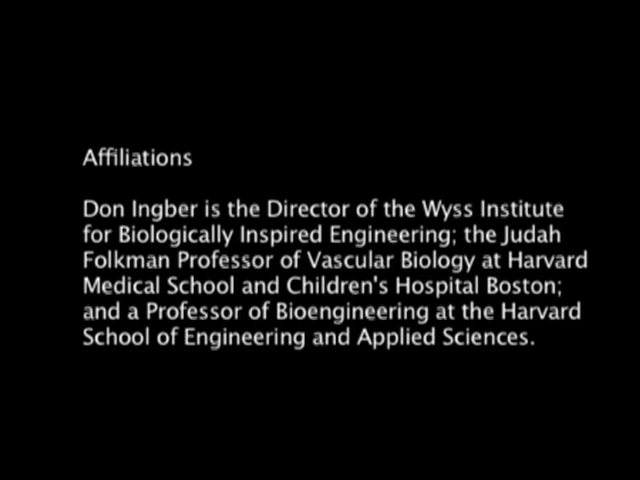 Affiliations
Don Ingber is the Director of the Wyss Institute
for Biologically Inspired Engineering; the Judah
Folkman Professor of Vascular Biology at Harvard
Medical School and Children's Hospital Boston;
and a Professor of Bioengineering at the Harvard
School of Engineering and Applied Sciences.